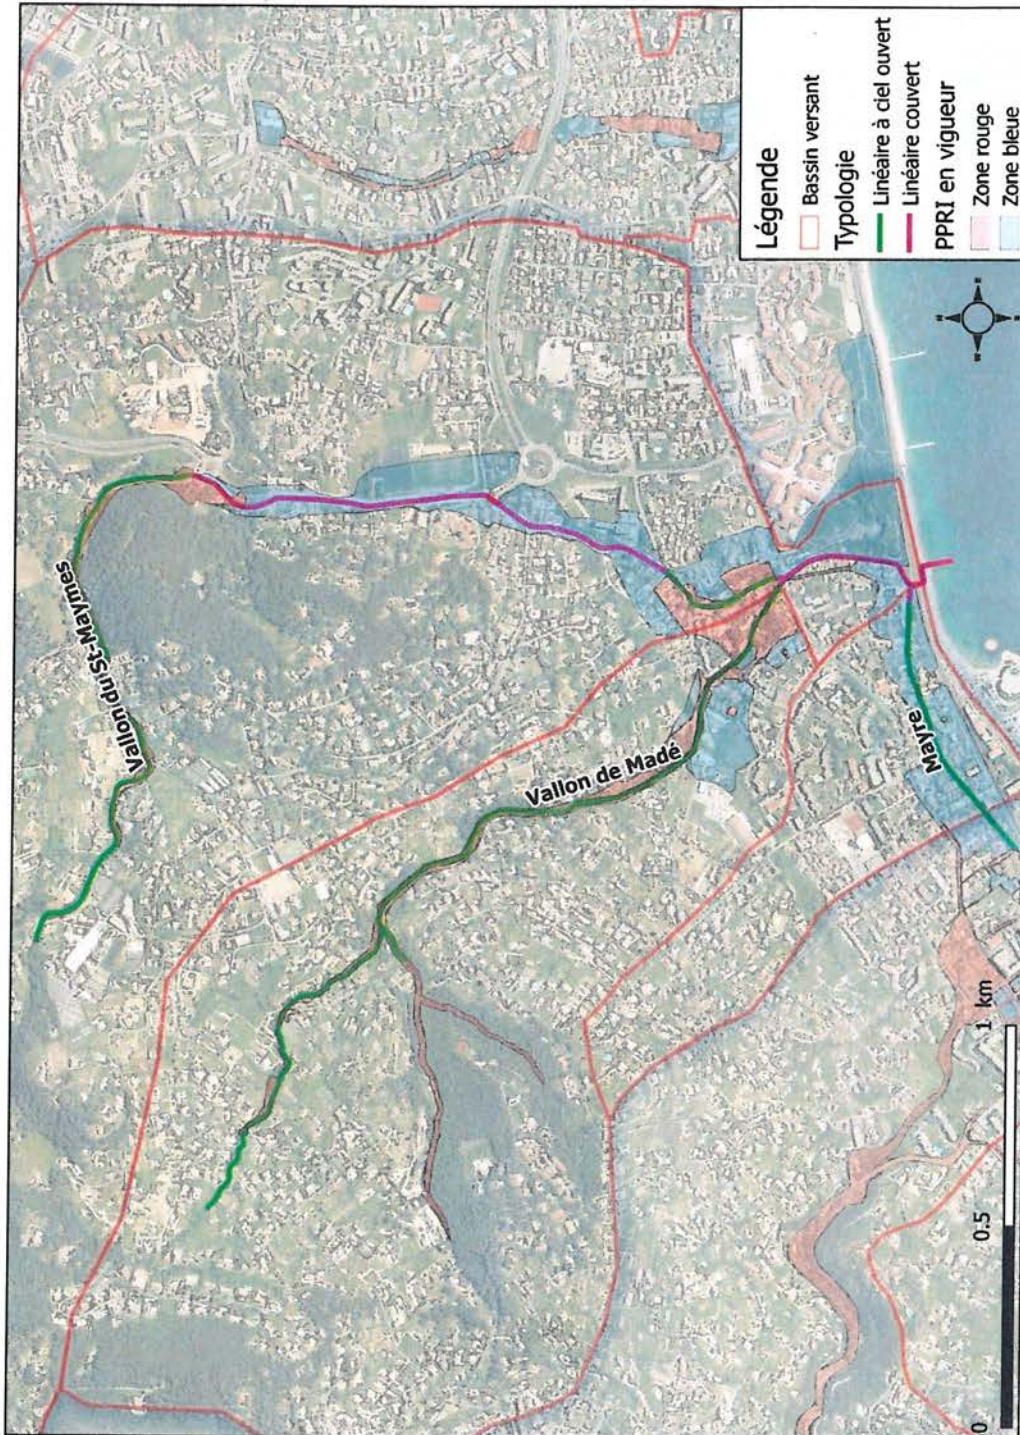 Vallon du St-Maymes
Vallon de Madé
Mayre
Légende
Bassin versant
Typologie
Linéaire à ciel ouvert
Linéaire couvert
PPRI en vigueur
Zone rouge
Zone bleue
0
0.5
1 km